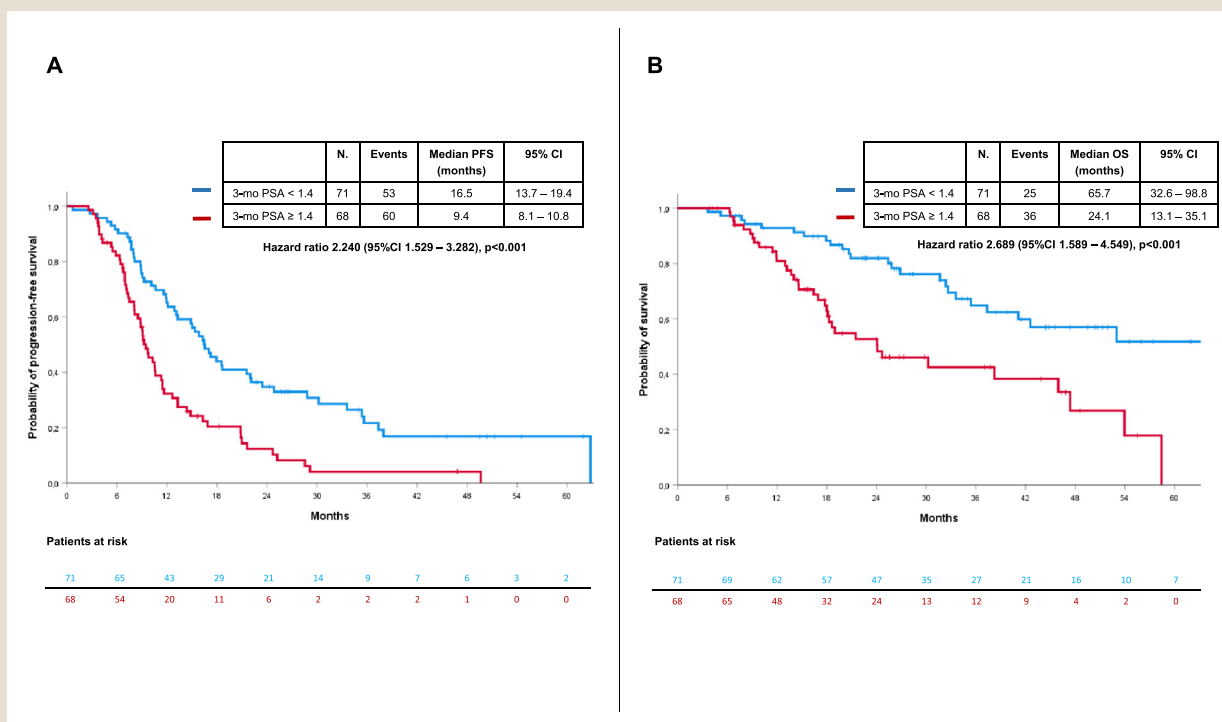 A
N. Events Median PFS (months) 95% CI
3-mo PSA < 1.4 71 53 16.5 13.7 – 19.4
3-mo PSA ≥ 1.4 68 60 9.4 8.1 – 10.8
Hazard ratio 2.240 (95%CI 1.529 – 3.282), p<0.001
Probability of progression-free survival
1,0
0,8
0,6
0,4
0,2
0,0
0 6 12 18 24 30 36 42 48 54 60
Months
Patients at risk
71 65 43 29 21 14 9 7 6 3 2
68 54 20 11 6 2 2 2 1 0 0
B
N. Events Median OS (months) 95% CI
3-mo PSA < 1.4 71 25 65.7 32.6 – 98.8
3-mo PSA ≥ 1.4 68 36 24.1 13.1 – 35.1
Hazard ratio 2.689 (95%CI 1.589 – 4.549), p<0.001
Probability of survival
1,0
0,8
0,6
0,4
0,2
0,0
0 6 12 18 24 30 36 42 48 54 60
Months
Patients at risk
71 69 62 57 47 35 27 21 16 10 7
68 65 48 32 24 13 12 9 4 2 0